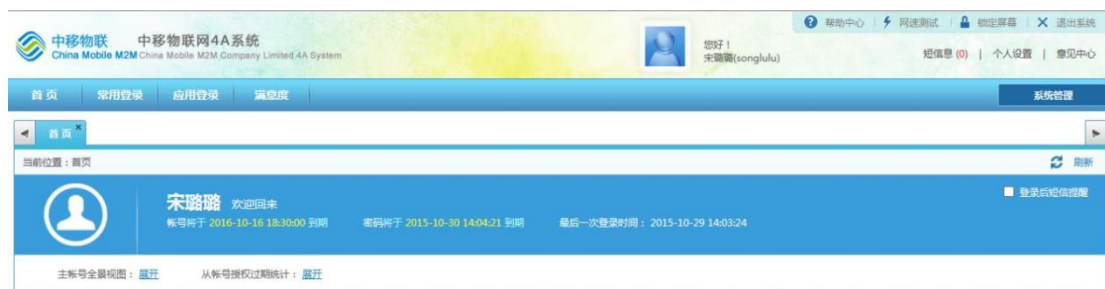 帮助中心 网速测试 锁定屏幕 退出系统
中移物联 中移物联网4A系统
China Mobile M2M China Mobile M2M Company Limited 4A System
您好！
宋璐璐(songlulu)
短信息 (0) | 个人设置 | 意见中心
首页 常用登录 应用登录 满意度 系统管理
首页
当前位置：首页 刷新
宋璐璐 欢迎回来 登录后短信提醒
帐号将于 2016-10-16 18:30:00 到期 密码将于 2015-10-30 14:04:21 到期 最后一次登录时间：2015-10-29 14:03:24
主帐号全景视图：展开 从帐号授权过期统计：展开